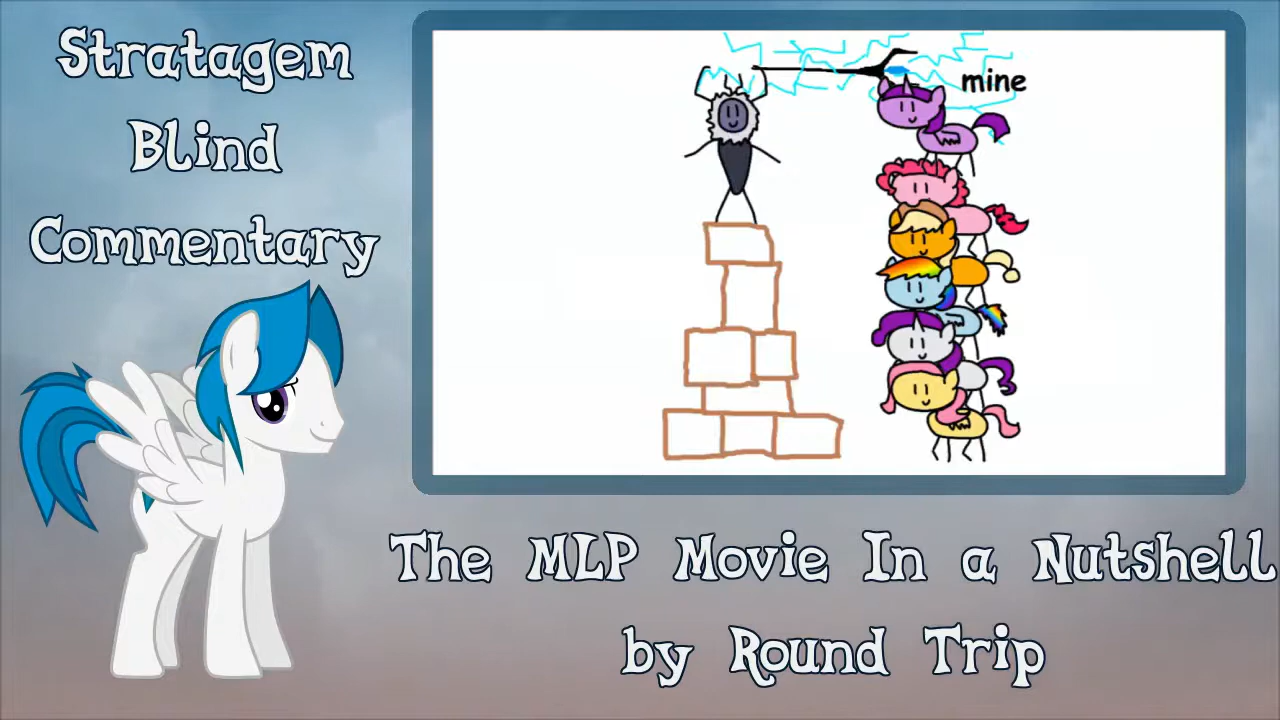 Stratagem
Blind
Commentary
mine
The MLP Movie In a Nutshell
by Round Trip